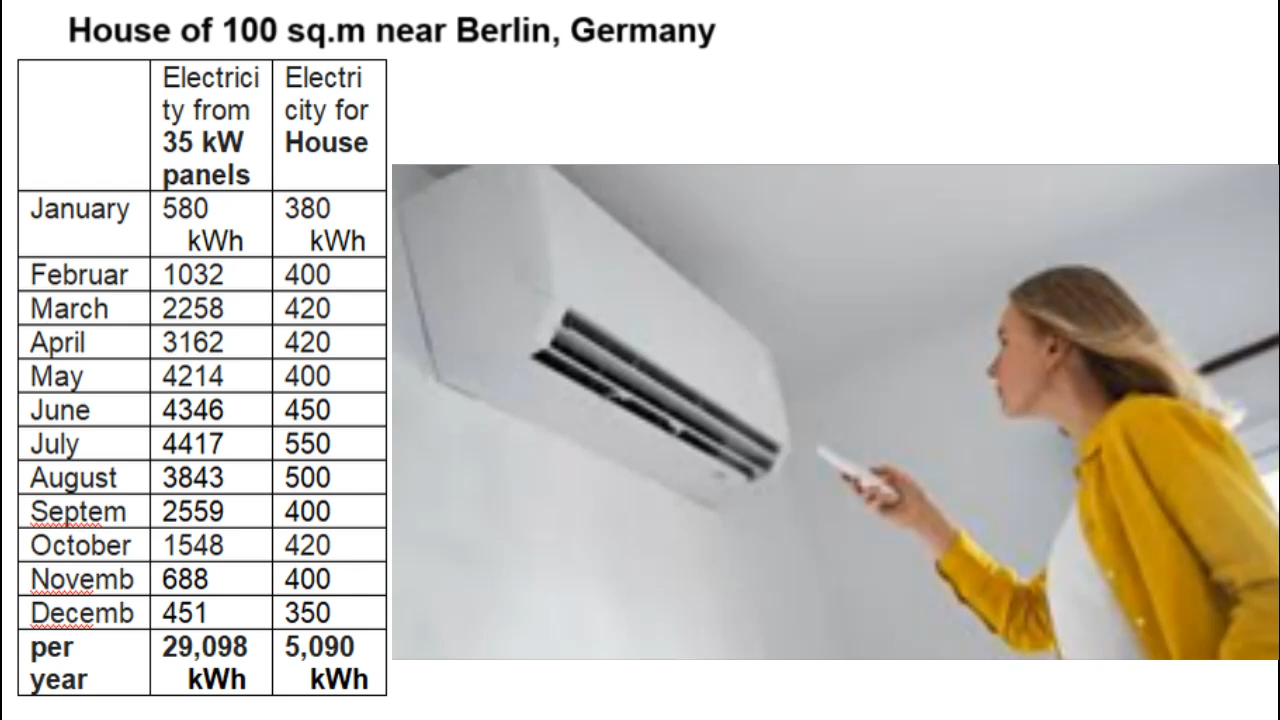 House of 100 sq.m near Berlin, Germany
Electrici Electri
ty from city for
35 kW House
panels
January 580 380
kWh kWh
Februar 1032 400
March 2258 420
April 3162 420
May 4214 400
June 4346 450
July 4417 550
August 3843 500
Septem 2559 400
October 1548 420
Novemb 688 400
Decemb 451 350
per 29,098 5,090
year kWh kWh